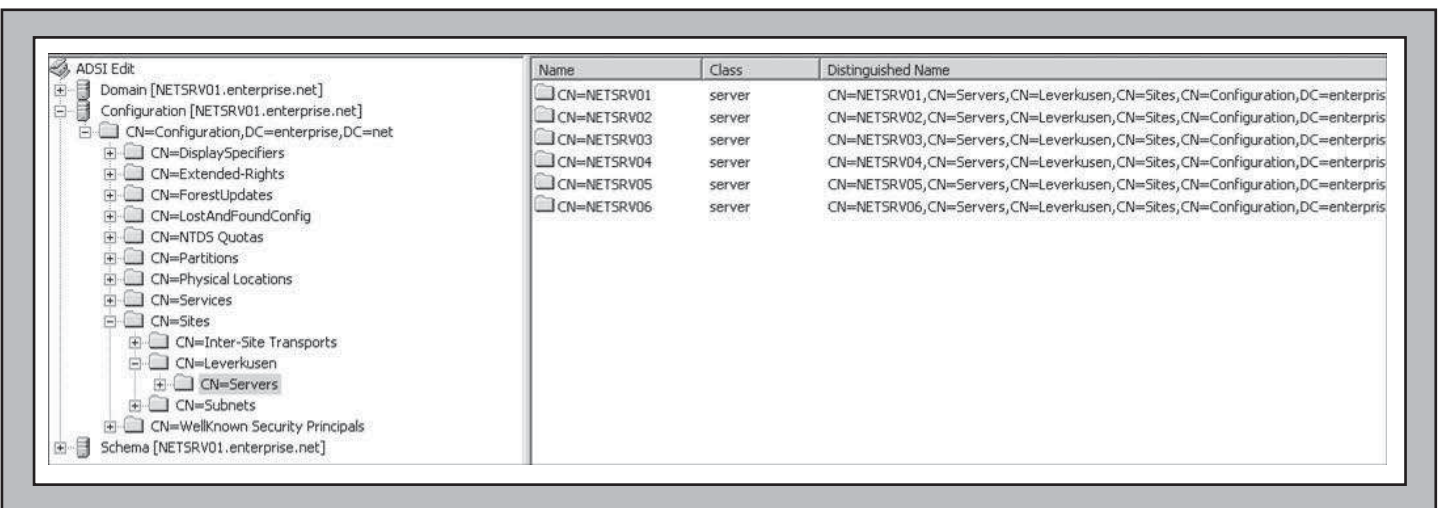 ADSI Edit
Domain [NETSRV01.enterprise.net]
Configuration [NETSRV01.enterprise.net]
CN=Configuration,DC=enterprise,DC=net
CN=DisplaySpecifiers
CN=Extended-Rights
CN=ForestUpdates
CN=LostAndFoundConfig
CN=NTDS Quotas
CN=Partitions
CN=Physical Locations
CN=Services
CN=Sites
CN=Inter-Site Transports
CN=Leverkusen
CN=Servers
CN=Subnets
CN=WellKnown Security Principals
Schema [NETSRV01.enterprise.net]
Name Class Distinguished Name
CN=NETSRV01 server CN=NETSRV01,CN=Servers,CN=Leverkusen,CN=Sites,CN=Configuration,DC=enterpris
CN=NETSRV02 server CN=NETSRV02,CN=Servers,CN=Leverkusen,CN=Sites,CN=Configuration,DC=enterpris
CN=NETSRV03 server CN=NETSRV03,CN=Servers,CN=Leverkusen,CN=Sites,CN=Configuration,DC=enterpris
CN=NETSRV04 server CN=NETSRV04,CN=Servers,CN=Leverkusen,CN=Sites,CN=Configuration,DC=enterpris
CN=NETSRV05 server CN=NETSRV05,CN=Servers,CN=Leverkusen,CN=Sites,CN=Configuration,DC=enterpris
CN=NETSRV06 server CN=NETSRV06,CN=Servers,CN=Leverkusen,CN=Sites,CN=Configuration,DC=enterpris